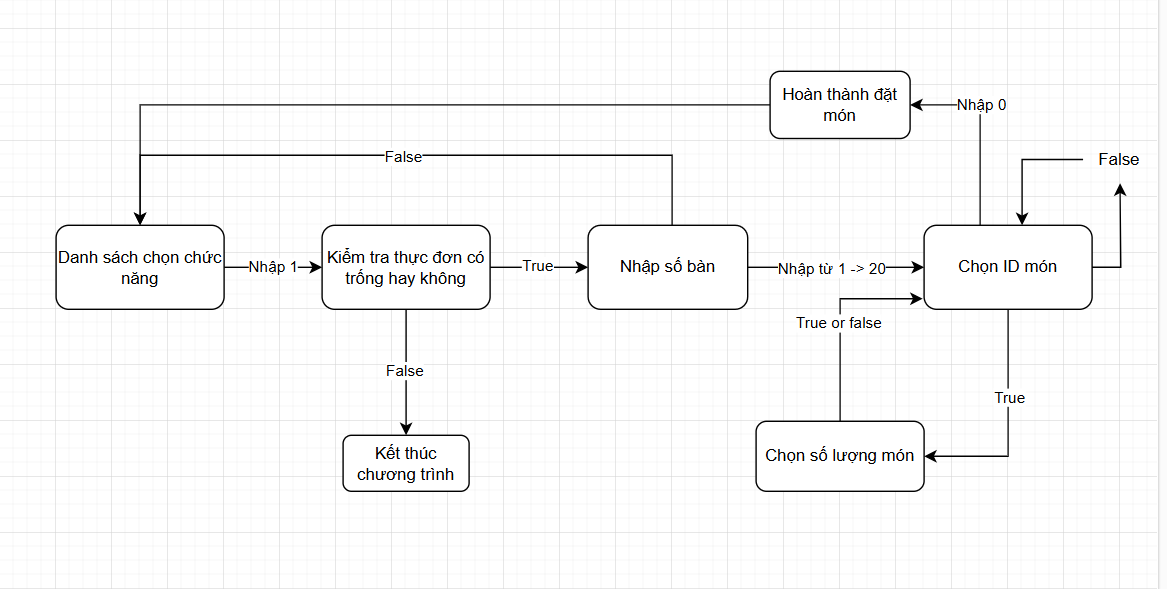 Hoàn thành đặt
món
Nhập 0
False
False
Danh sách chọn chức
năng
Nhập 1
Kiểm tra thực đơn có
trống hay không
True
Nhập số bàn
Nhập từ 1 -> 20
Chọn ID món
True or false
False
True
Kết thúc
chương trình
Chọn số lượng món